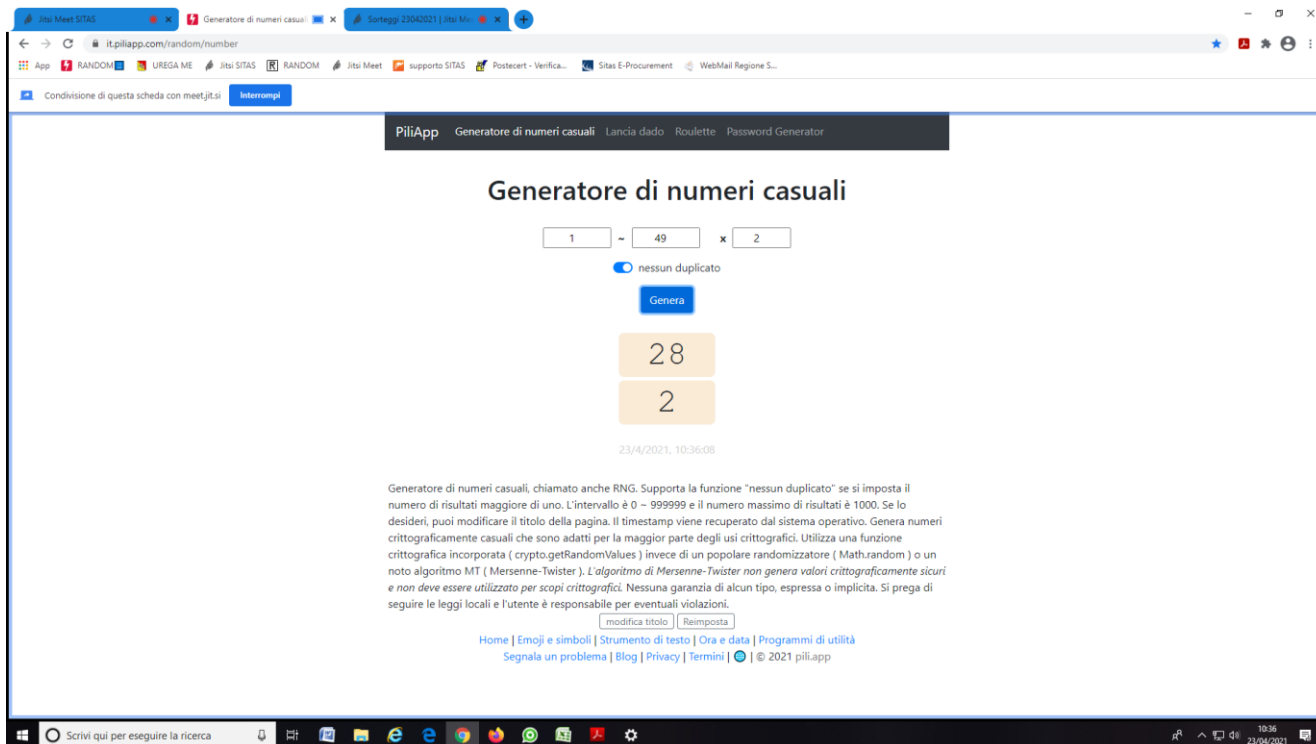 Jitsi Meet SITAS
Generatore di numeri casuali
Sorteggi 23042021 | Jitsi Me
it.piliapp.com/random/number
App RANDOM UREGA ME Jitsi SITAS RANDOM Jitsi Meet supporto SITAS Postecert - Verifica... Sitas E-Procurement WebMail Regione S...
Condivisione di questa scheda con meet.jit.si Interrompi
PiliApp Generatore di numeri casuali Lancia dado Roulette Password Generator
Generatore di numeri casuali
1 ~ 49 x 2
nessun duplicato
Genera
28
2
23/4/2021, 10:36:08
Generatore di numeri casuali, chiamato anche RNG. Supporta la funzione "nessun duplicato" se si imposta il
numero di risultati maggiore di uno. L'intervallo è 0 ~ 999999 e il numero massimo di risultati è 1000. Se lo
desideri, puoi modificare il titolo della pagina. Il timestamp viene recuperato dal sistema operativo. Genera numeri
crittograficamente casuali che sono adatti per la maggior parte degli usi crittografici. Utilizza una funzione
crittografica incorporata ( crypto.getRandomValues ) invece di un popolare randomizzatore ( Math.random ) o un
noto algoritmo MT ( Mersenne-Twister ). L'algoritmo di Mersenne-Twister non genera valori crittograficamente sicuri
e non deve essere utilizzato per scopi crittografici. Nessuna garanzia di alcun tipo, espressa o implicita. Si prega di
seguire le leggi locali e l'utente è responsabile per eventuali violazioni.
modifica titolo Reimposta
Home | Emoji e simboli | Strumento di testo | Ora e data | Programmi di utilità
Segnala un problema | Blog | Privacy | Termini | | © 2021 pili.app
Scrivi qui per eseguire la ricerca
10:36
23/04/2021